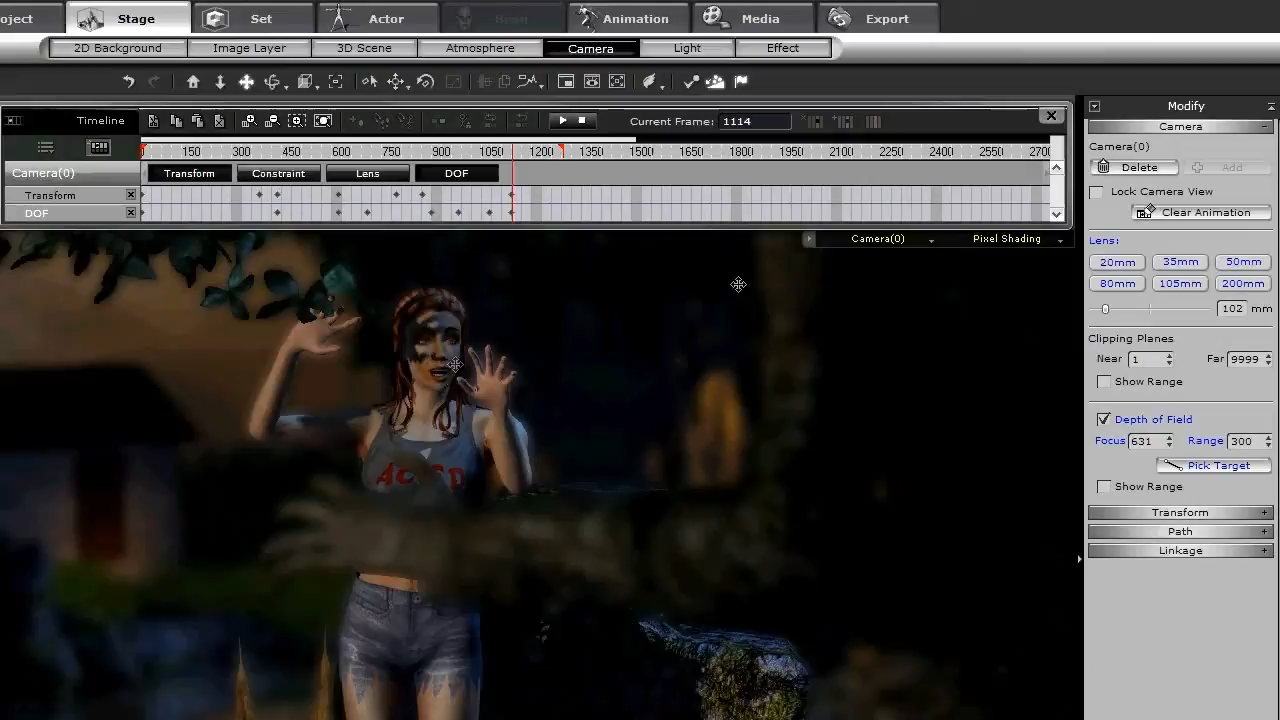 oject Stage Set Actor Head Animation Media Export
2D Background Image Layer 3D Scene Atmosphere Camera Light Effect
Timeline Current Frame: 1114
150 300 450 600 750 900 1050 1200 1350 1500 1650 1800 1950 2100 2250 2400 2550 2700
Camera(0) Transform Constraint Lens DOF
Transform
DOF
Camera(0) Pixel Shading
Modify
Camera
Camera(0)
Delete Add
Lock Camera View
Clear Animation
Lens:
20mm 35mm 50mm
80mm 105mm 200mm
102 mm
Clipping Planes
Near 1 Far 9999
Show Range
Depth of Field
Focus 631 Range 300
Pick Target
Show Range
Transform
Path
Linkage